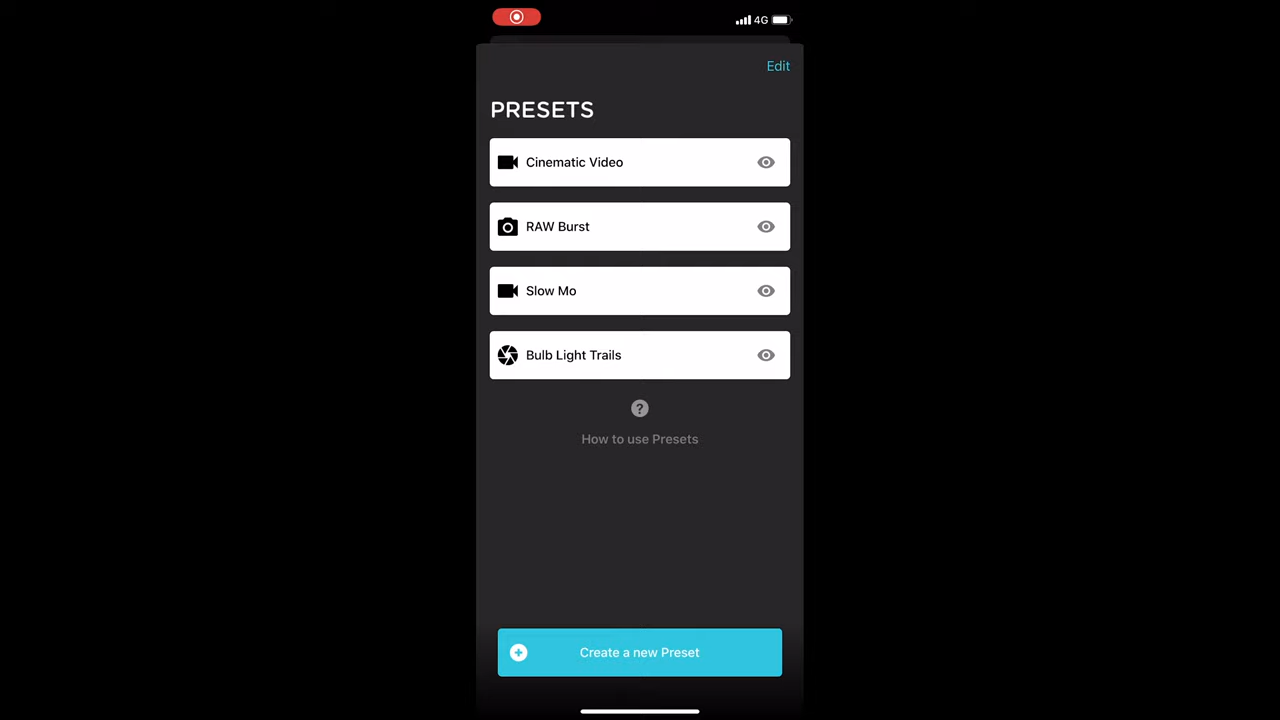 4G
Edit
PRESETS
Cinematic Video
RAW Burst
Slow Mo
Bulb Light Trails
?
How to use Presets
Create a new Preset